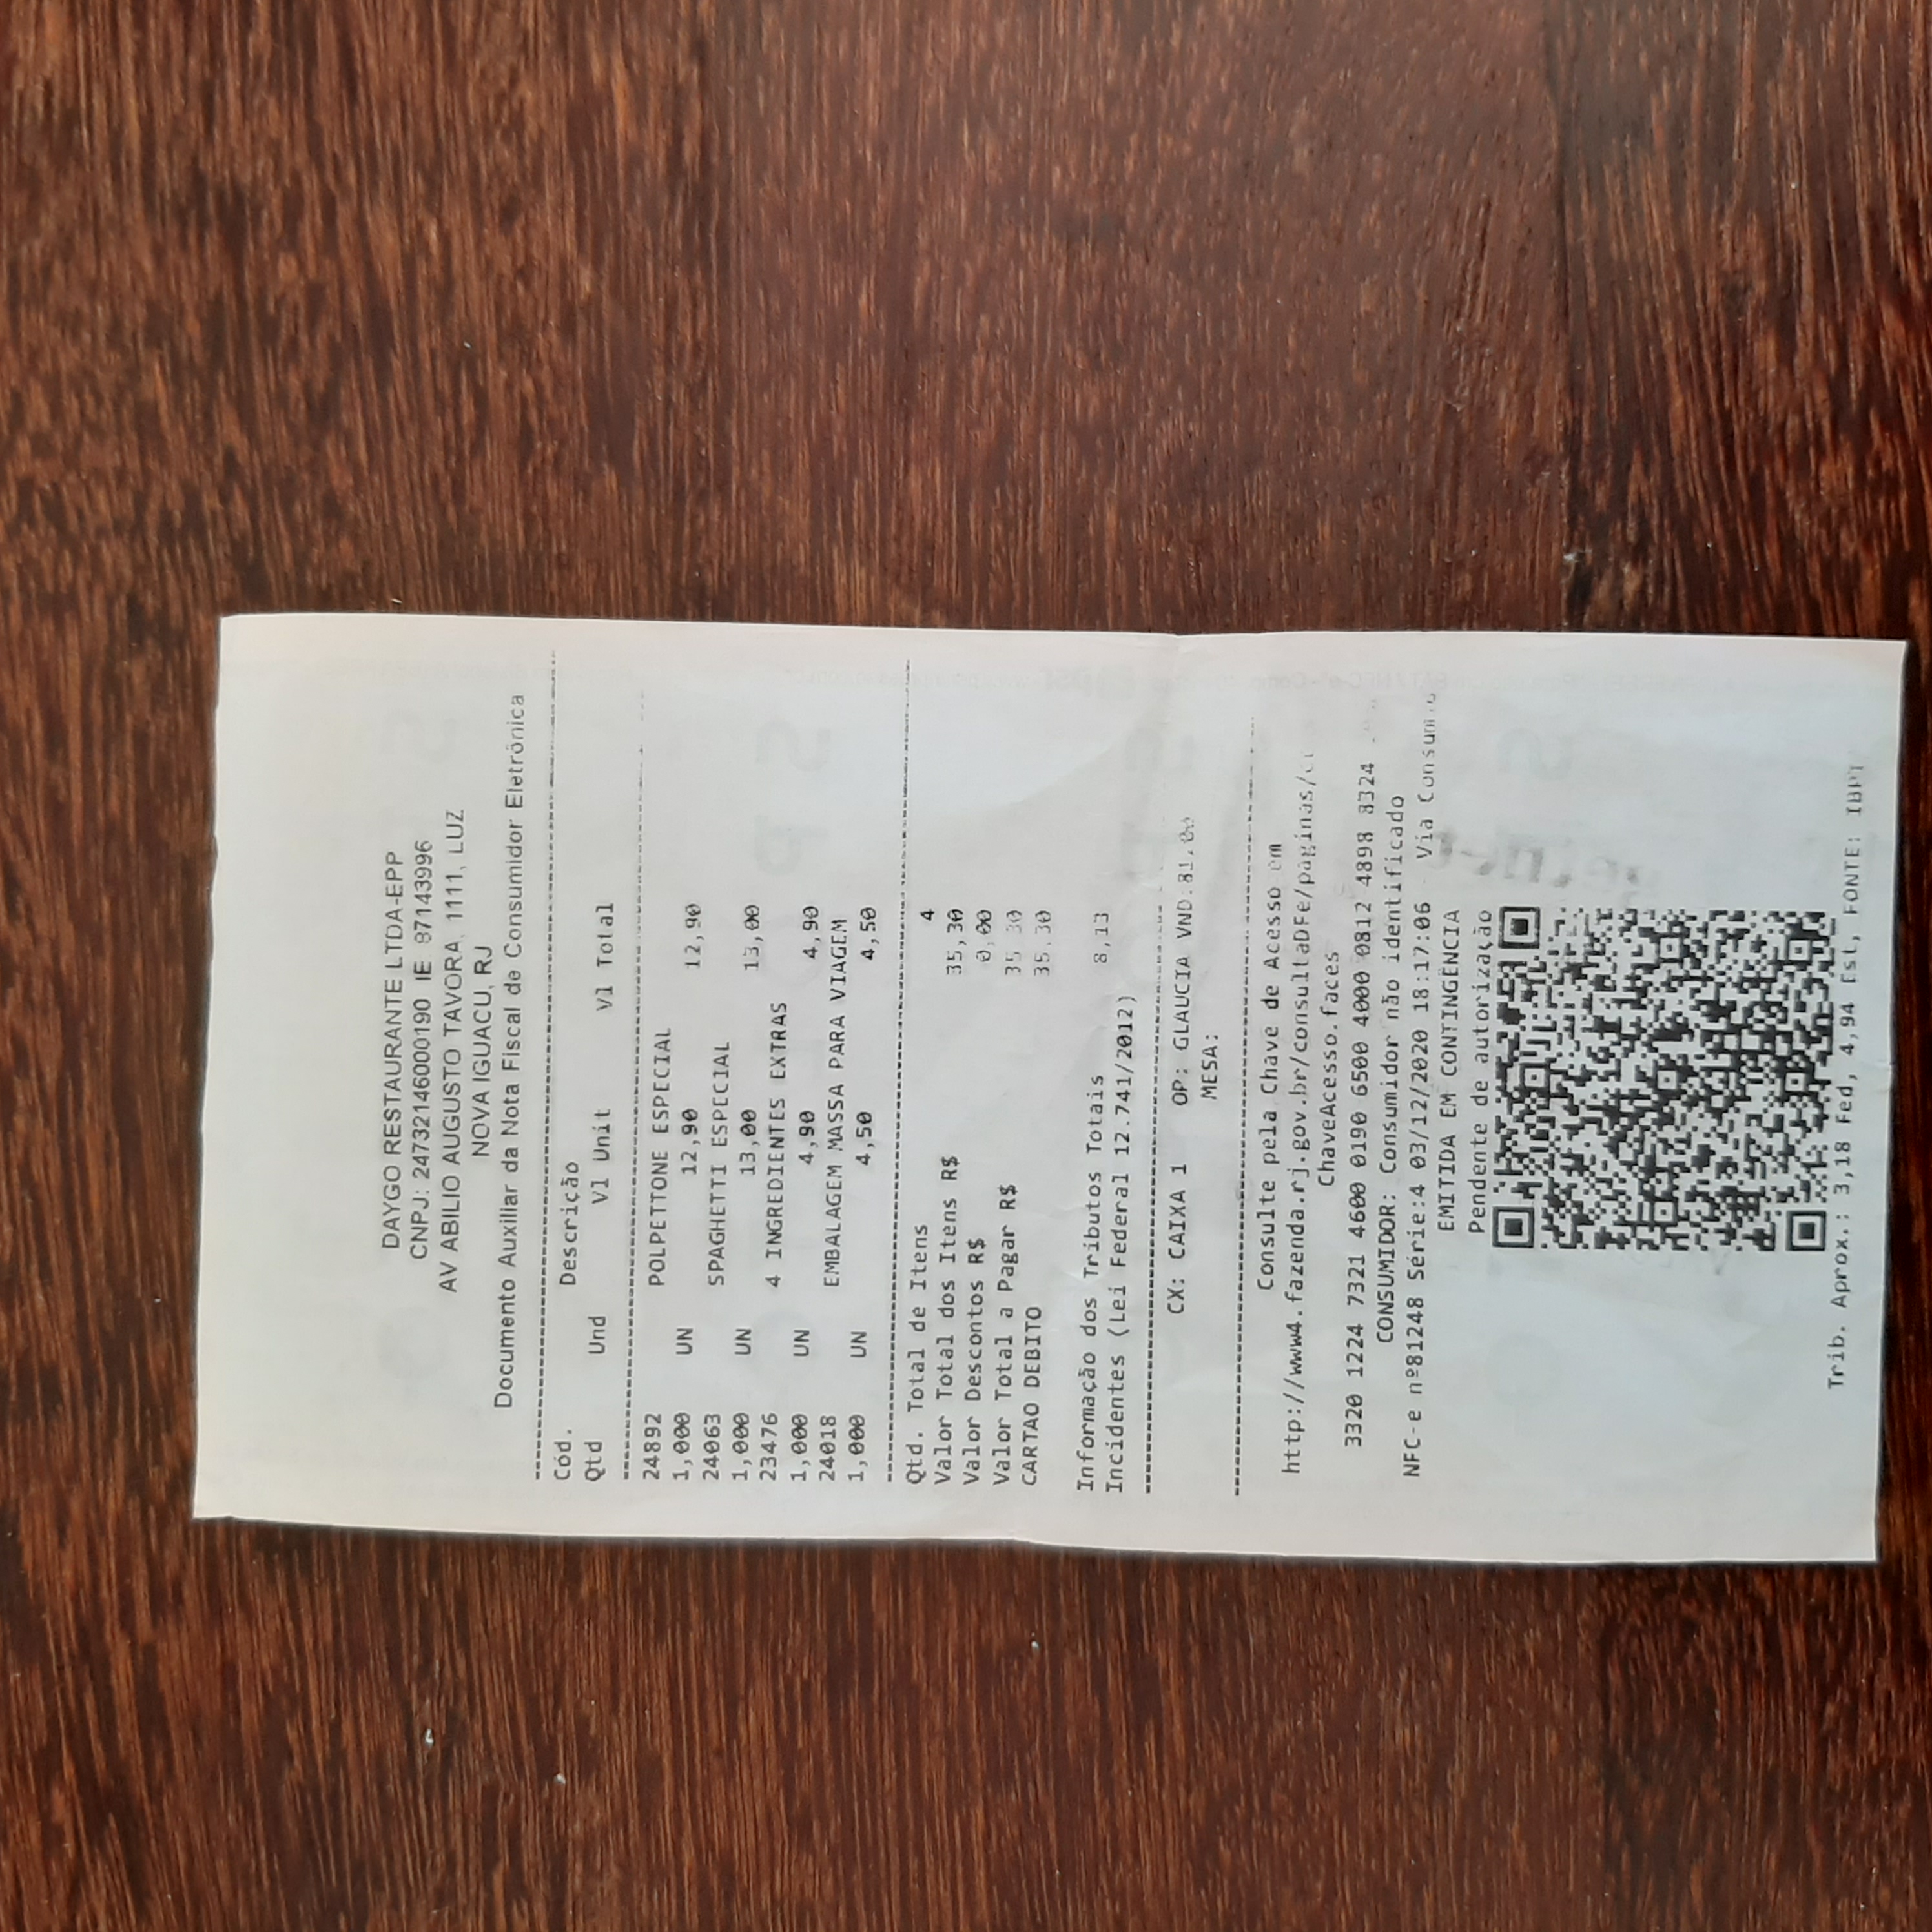 DAYGO RESTAURANTE LTDA-EPP
CNPJ: 24732146000190 IE 87143996
AV ABILIO AUGUSTO TAVORA, 1111, LUZ
NOVA IGUACU, RJ
Documento Auxiliar da Nota Fiscal de Consumidor Eletrônica
Cód. Descrição
Qtd Und Vl Unit Vl Total
24892 POLPETTONE ESPECIAL
1,000 UN 12,90 12,90
24063 SPAGHETTI ESPECIAL
1,000 UN 13,00 13,00
23476 4 INGREDIENTES EXTRAS
1,000 UN 4,90 4,90
24018 EMBALAGEM MASSA PARA VIAGEM
1,000 UN 4,50 4,50
Qtd. Total de Itens 4
Valor Total dos Itens R$ 35,30
Valor Descontos R$ 0,00
Valor Total a Pagar R$ 35,30
CARTAO DEBITO 35,30
Informação dos Tributos Totais 8,13
Incidentes (Lei Federal 12.741/2012)
CX: CAIXA 1 OP: GLAUCIA VND:81,00
MESA:
Consulte pela Chave de Acesso em
http://www4.fazenda.rj.gov.br/consultaDFe/paginas/
ChaveAcesso.faces
3320 1224 7321 4600 0190 6500 4000 0812 4898 8324
CONSUMIDOR: Consumidor não identificado
NFC-e nº81248 Série:4 03/12/2020 18:17:06 Via
EMITIDA EM CONTINGÊNCIA
Pendente de autorização
Trib. Aprox.: 3,18 Fed, 4,94 Est, FONTE: IBPT